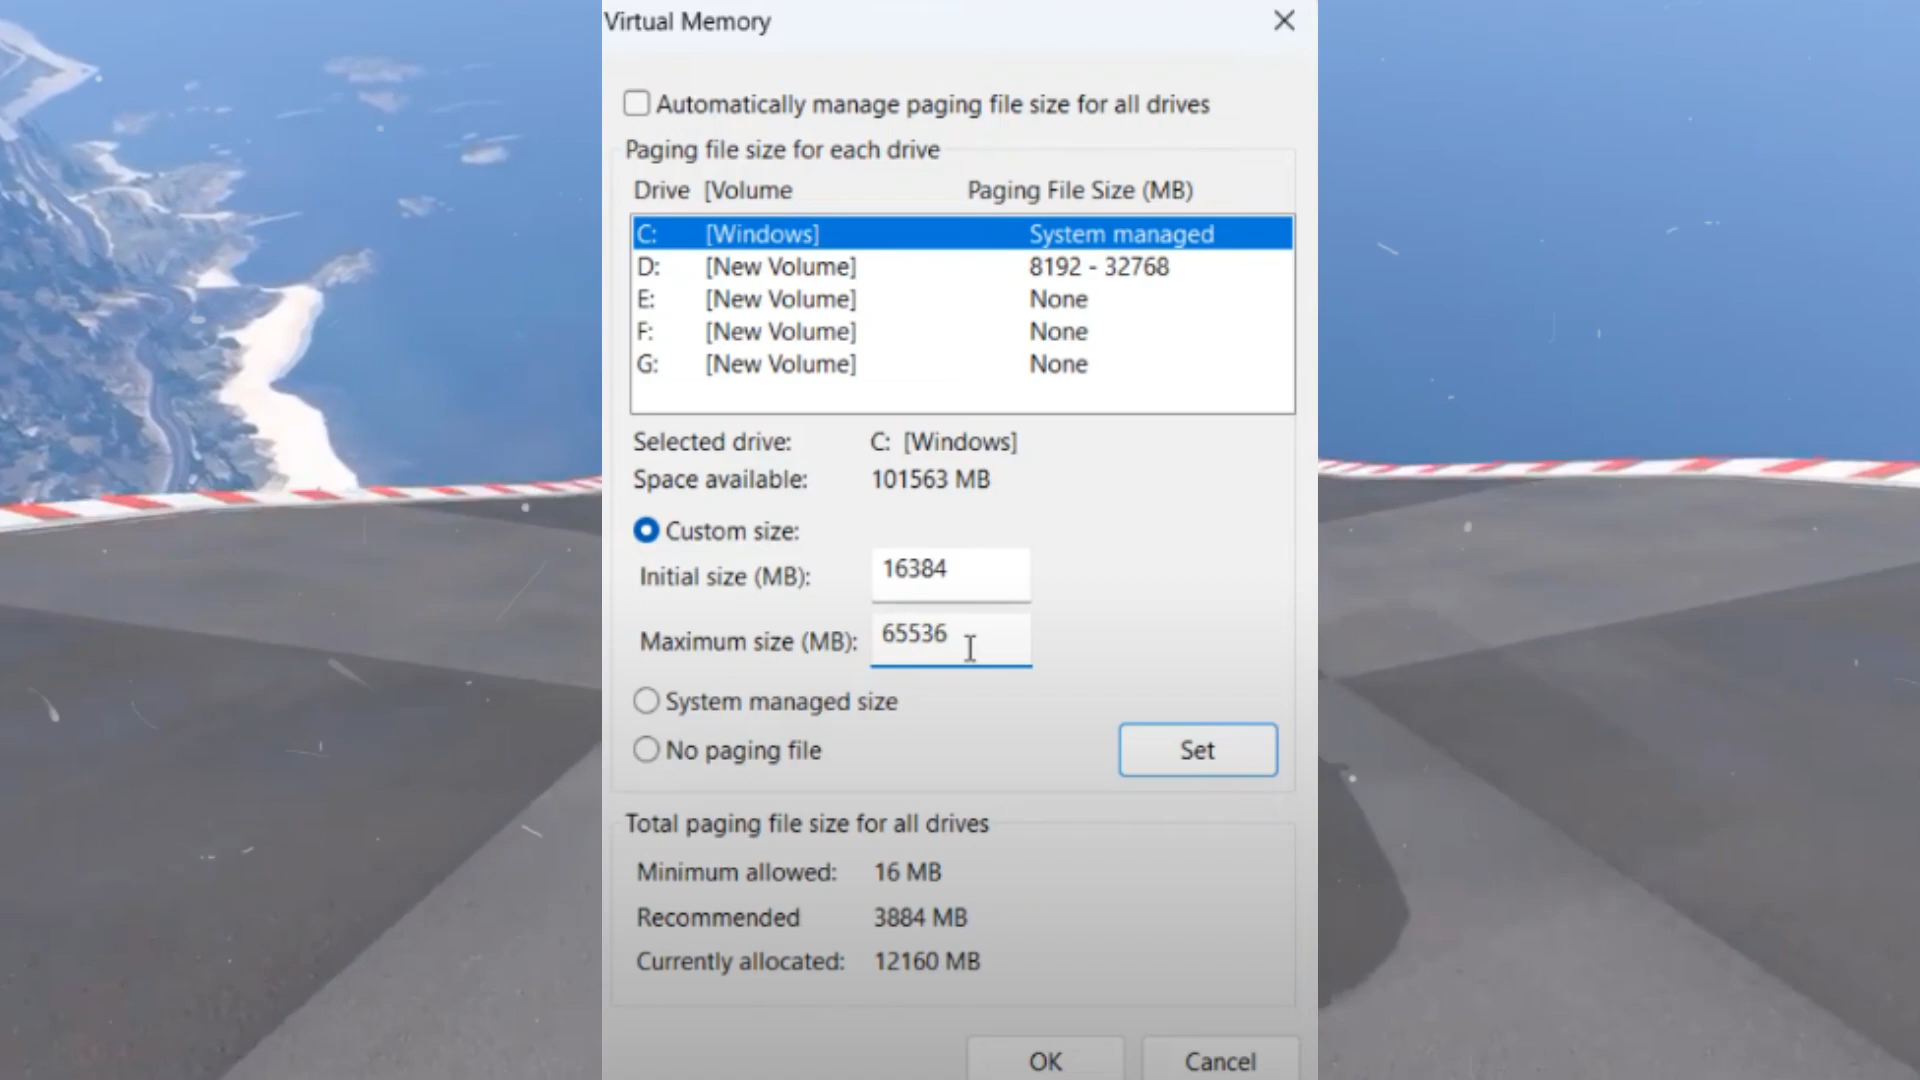 Virtual Memory
Automatically manage paging file size for all drives
Paging file size for each drive
Drive [Volume Paging File Size (MB)
C: [Windows] System managed
D: [New Volume] 8192 - 32768
E: [New Volume] None
F: [New Volume] None
G: [New Volume] None
Selected drive: C: [Windows]
Space available: 101563 MB
Custom size:
Initial size (MB): 16384
Maximum size (MB): 65536
System managed size
No paging file Set
Total paging file size for all drives
Minimum allowed: 16 MB
Recommended 3884 MB
Currently allocated: 12160 MB
OK Cancel